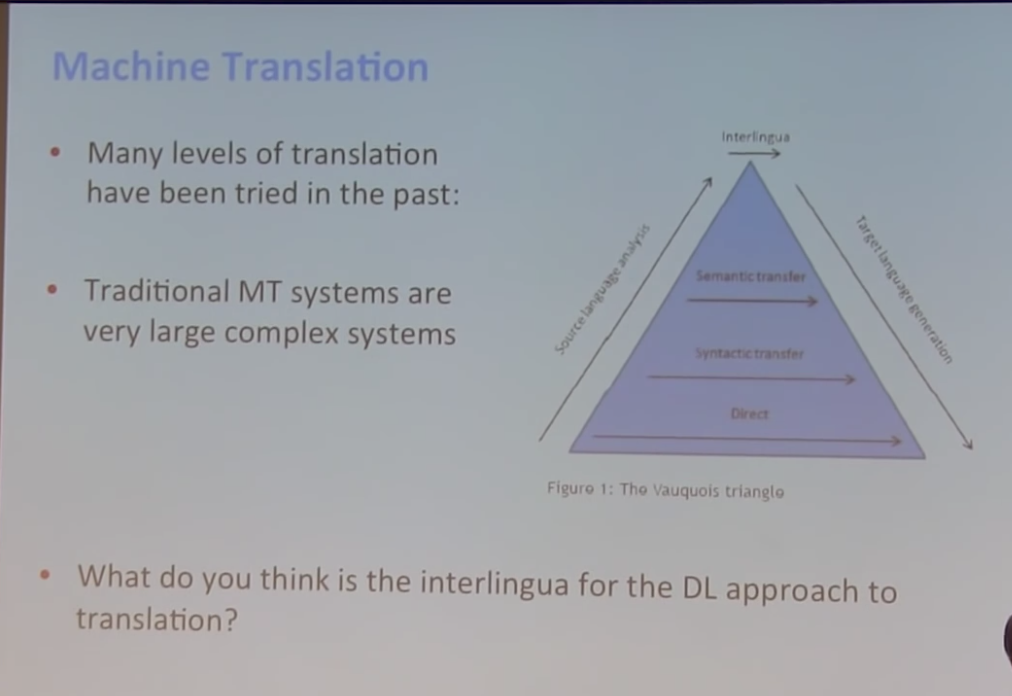 Machine Translation
• Many levels of translation
have been tried in the past:
• Traditional MT systems are
very large complex systems
Interlingua
Source language analysis
Target language generation
Semantic transfer
Syntactic transfer
Direct
Figure 1: The Vauquois triangle
• What do you think is the interlingua for the DL approach to
translation?